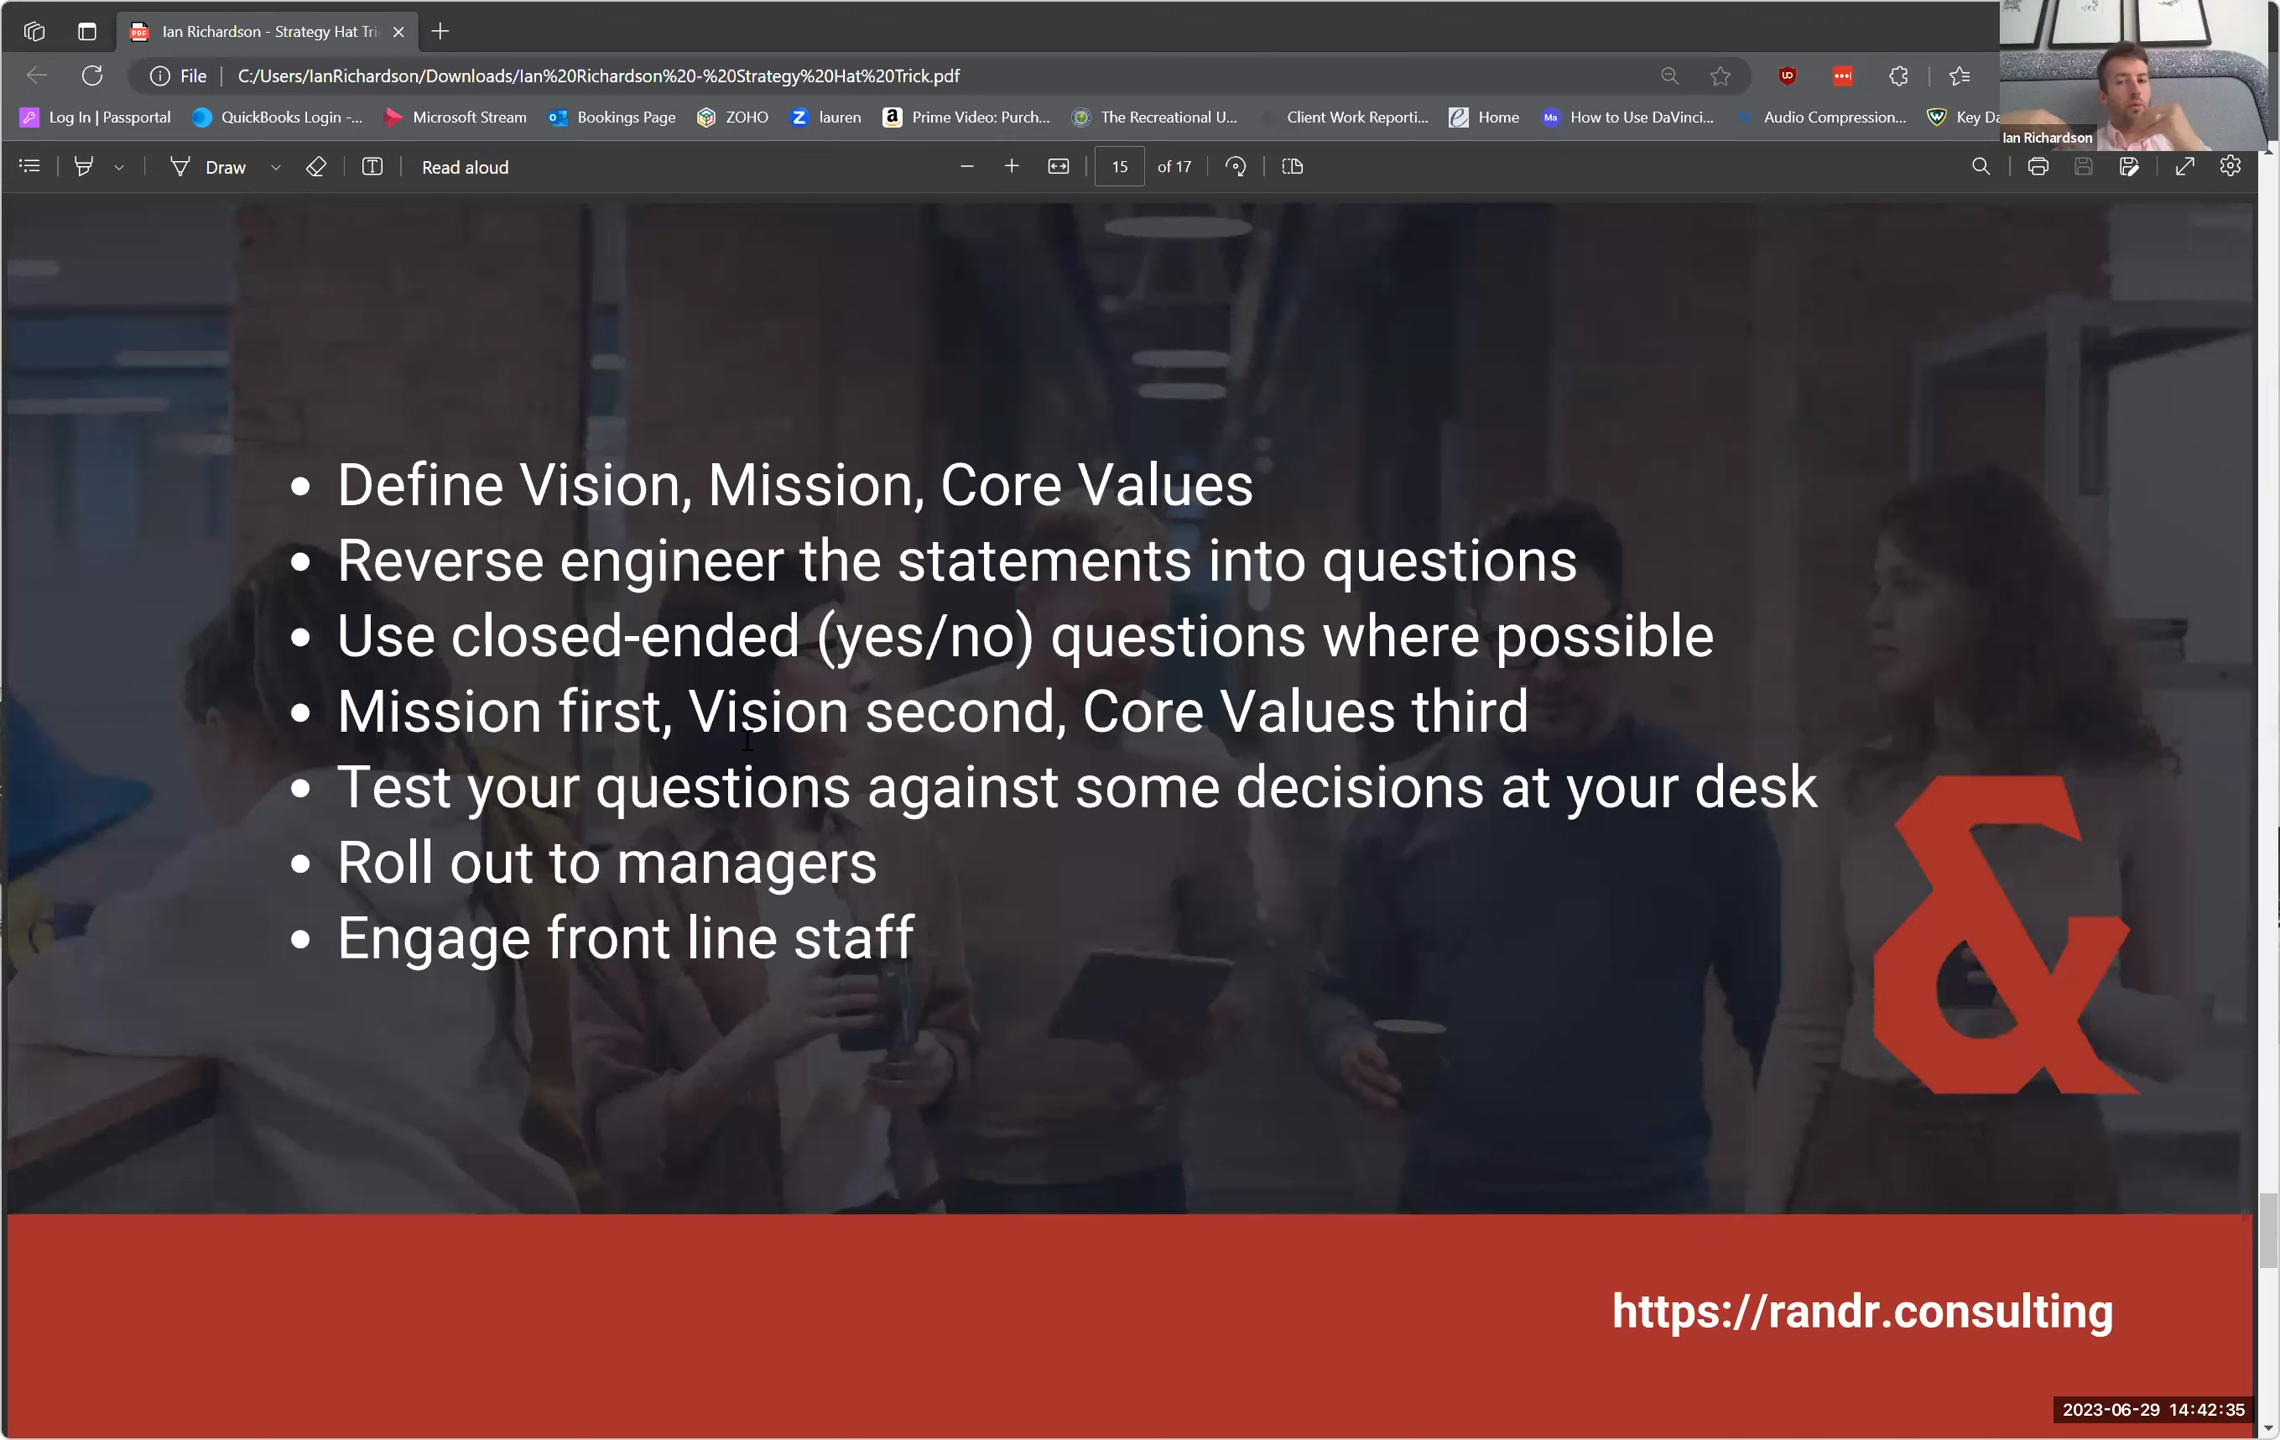 Ian Richardson - Strategy Hat Tri
File
C:/Users/IanRichardson/Downloads/Ian%20Richardson%20-%20Strategy%20Hat%20Trick.pdf
Log In | Passportal
QuickBooks Login -...
Microsoft Stream
Bookings Page
ZOHO
lauren
Prime Video: Purch...
The Recreational U...
Client Work Reporti...
Home
How to Use DaVinci...
Audio Compression...
Key Da
Ian Richardson
Draw
Read aloud
15 of 17
• Define Vision, Mission, Core Values
• Reverse engineer the statements into questions
• Use closed-ended (yes/no) questions where possible
• Mission first, Vision second, Core Values third
• Test your questions against some decisions at your desk
• Roll out to managers
• Engage front line staff
&
https://randr.consulting
2023-06-29 14:42:35